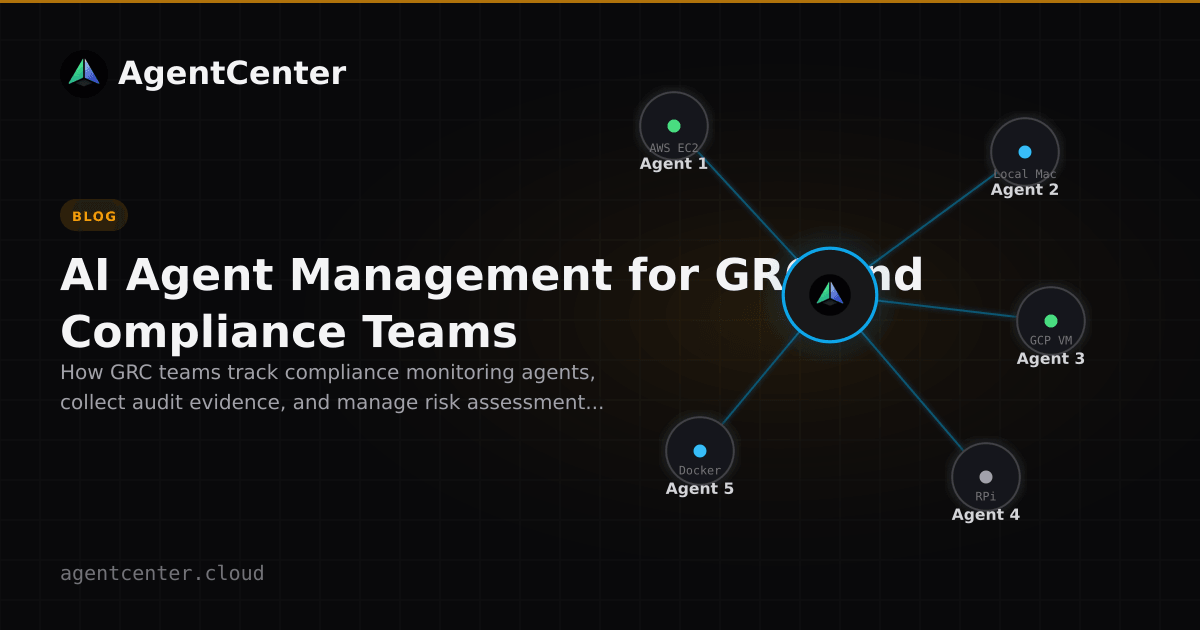 AgentCenter
BLOG
AI Agent Management for GRC and
Compliance Teams
How GRC teams track compliance monitoring agents,
collect audit evidence, and manage risk assessment...
agentcenter.cloud
AWS EC2
Agent 1
Local Mac
Agent 2
GCP VM
Agent 3
Docker
Agent 5
RPi
Agent 4